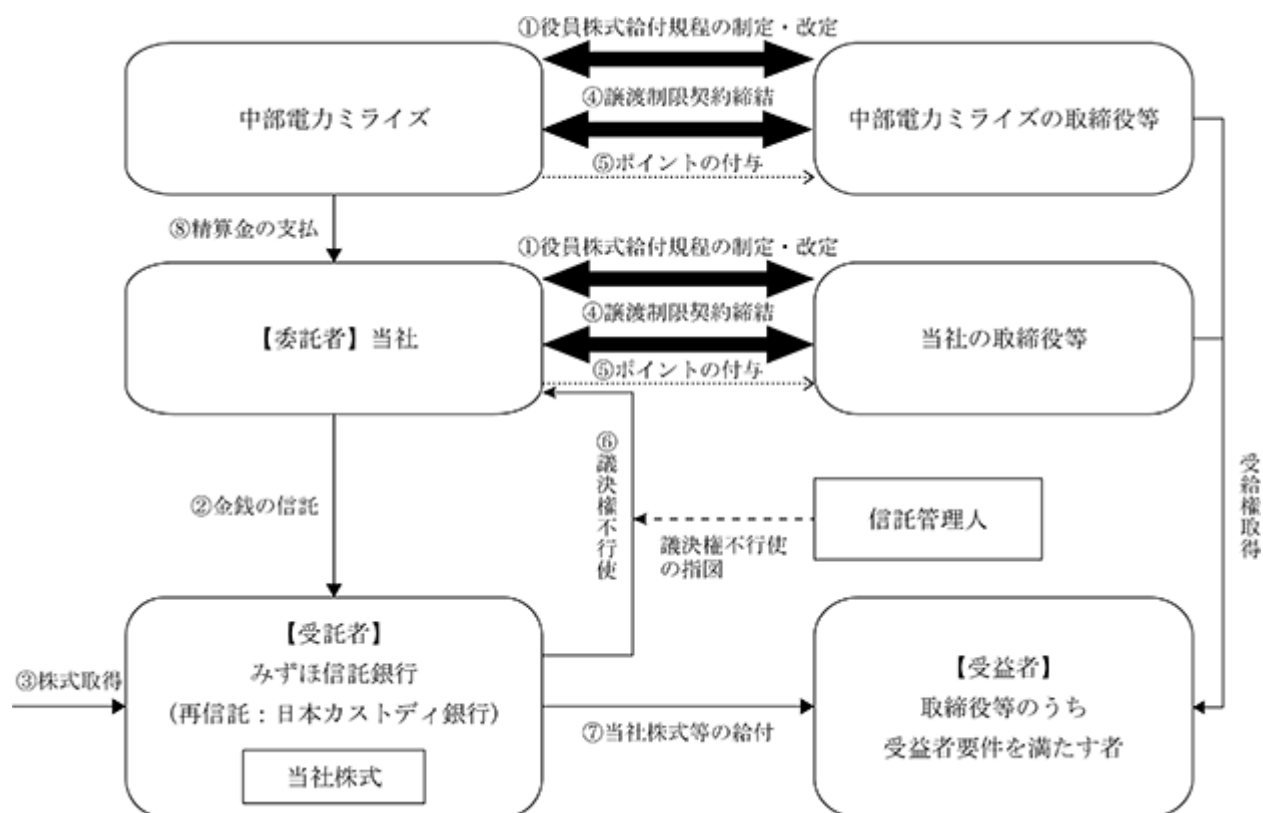 ①役員株式給付規程の制定・改定
中部電力ミライズ
④譲渡制限契約締結
中部電力ミライズの取締役等
⑤ポイントの付与
⑧精算金の支払
①役員株式給付規程の制定・改定
【委託者】当社
④譲渡制限契約締結
当社の取締役等
⑤ポイントの付与
②金銭の信託
⑥議決権不行使
信託管理人
議決権不行使
の指図
受給権取得
③株式取得
【受託者】
みずほ信託銀行
(再信託：日本カストディ銀行)
当社株式
⑦当社株式等の給付
【受益者】
取締役等のうち
受益者要件を満たす者